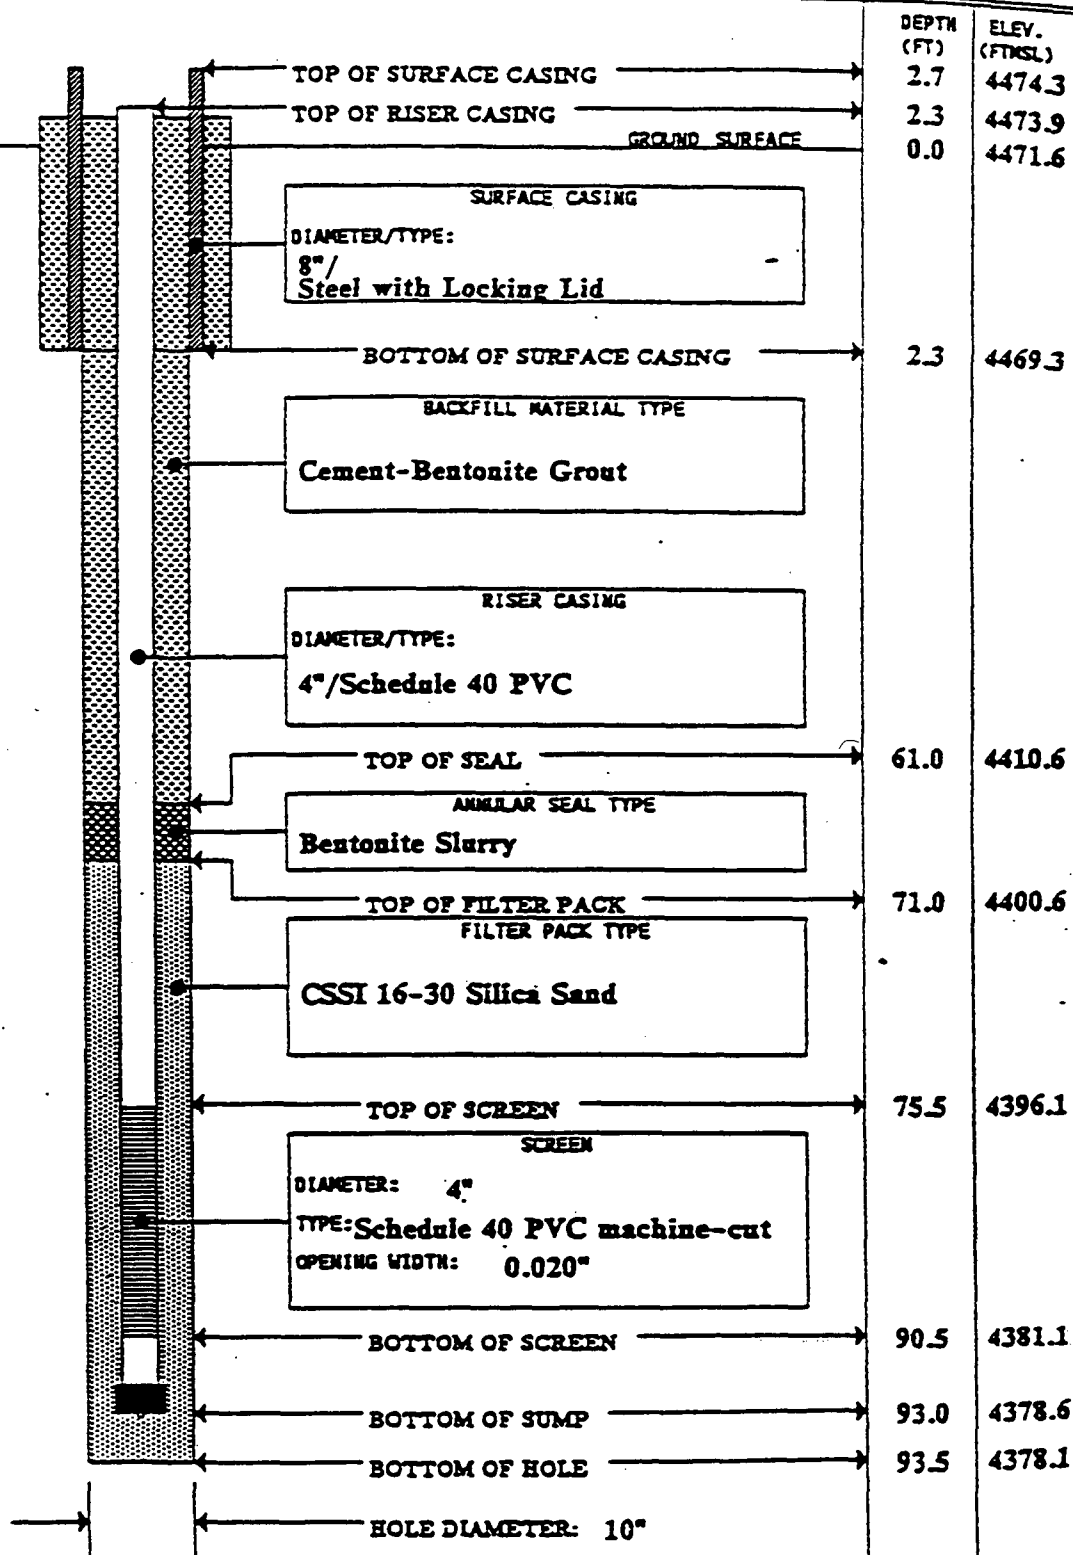 DEPTH ELEV.
(FT) (FTMSL)
TOP OF SURFACE CASING 2.7 4474.3
TOP OF RISER CASING 2.3 4473.9
GROUND SURFACE 0.0 4471.6
SURFACE CASING
DIAMETER/TYPE:
8"/
Steel with Locking Lid
BOTTOM OF SURFACE CASING 2.3 4469.3
BACKFILL MATERIAL TYPE
Cement-Bentonite Grout
RISER CASING
DIAMETER/TYPE:
4"/Schedule 40 PVC
TOP OF SEAL 61.0 4410.6
ANNULAR SEAL TYPE
Bentonite Slurry
TOP OF FILTER PACK 71.0 4400.6
FILTER PACK TYPE
CSSI 16-30 Silica Sand
TOP OF SCREEN 75.5 4396.1
SCREEN
DIAMETER: 4"
TYPE: Schedule 40 PVC machine-cut
OPENING WIDTH: 0.020"
BOTTOM OF SCREEN 90.5 4381.1
BOTTOM OF SUMP 93.0 4378.6
BOTTOM OF HOLE 93.5 4378.1
HOLE DIAMETER: 10"